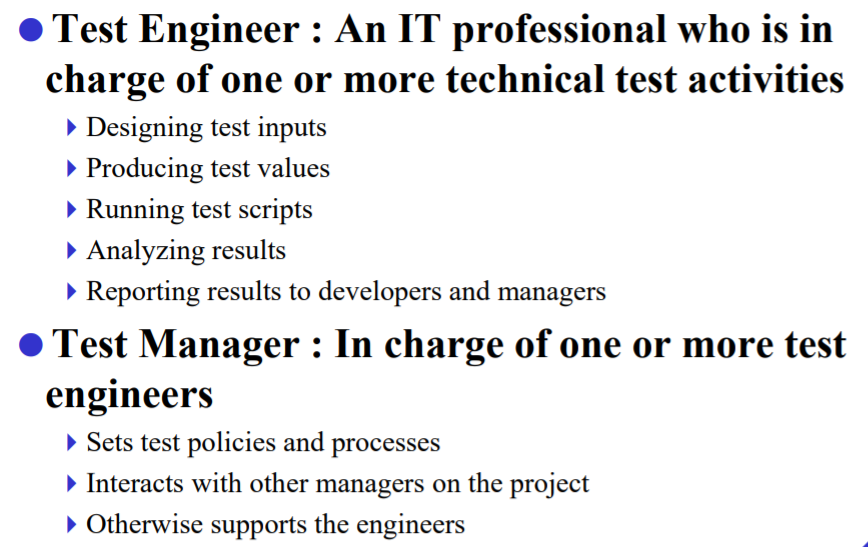 Test Engineer : An IT professional who is in
charge of one or more technical test activities
Designing test inputs
Producing test values
Running test scripts
Analyzing results
Reporting results to developers and managers
Test Manager : In charge of one or more test
engineers
Sets test policies and processes
Interacts with other managers on the project
Otherwise supports the engineers